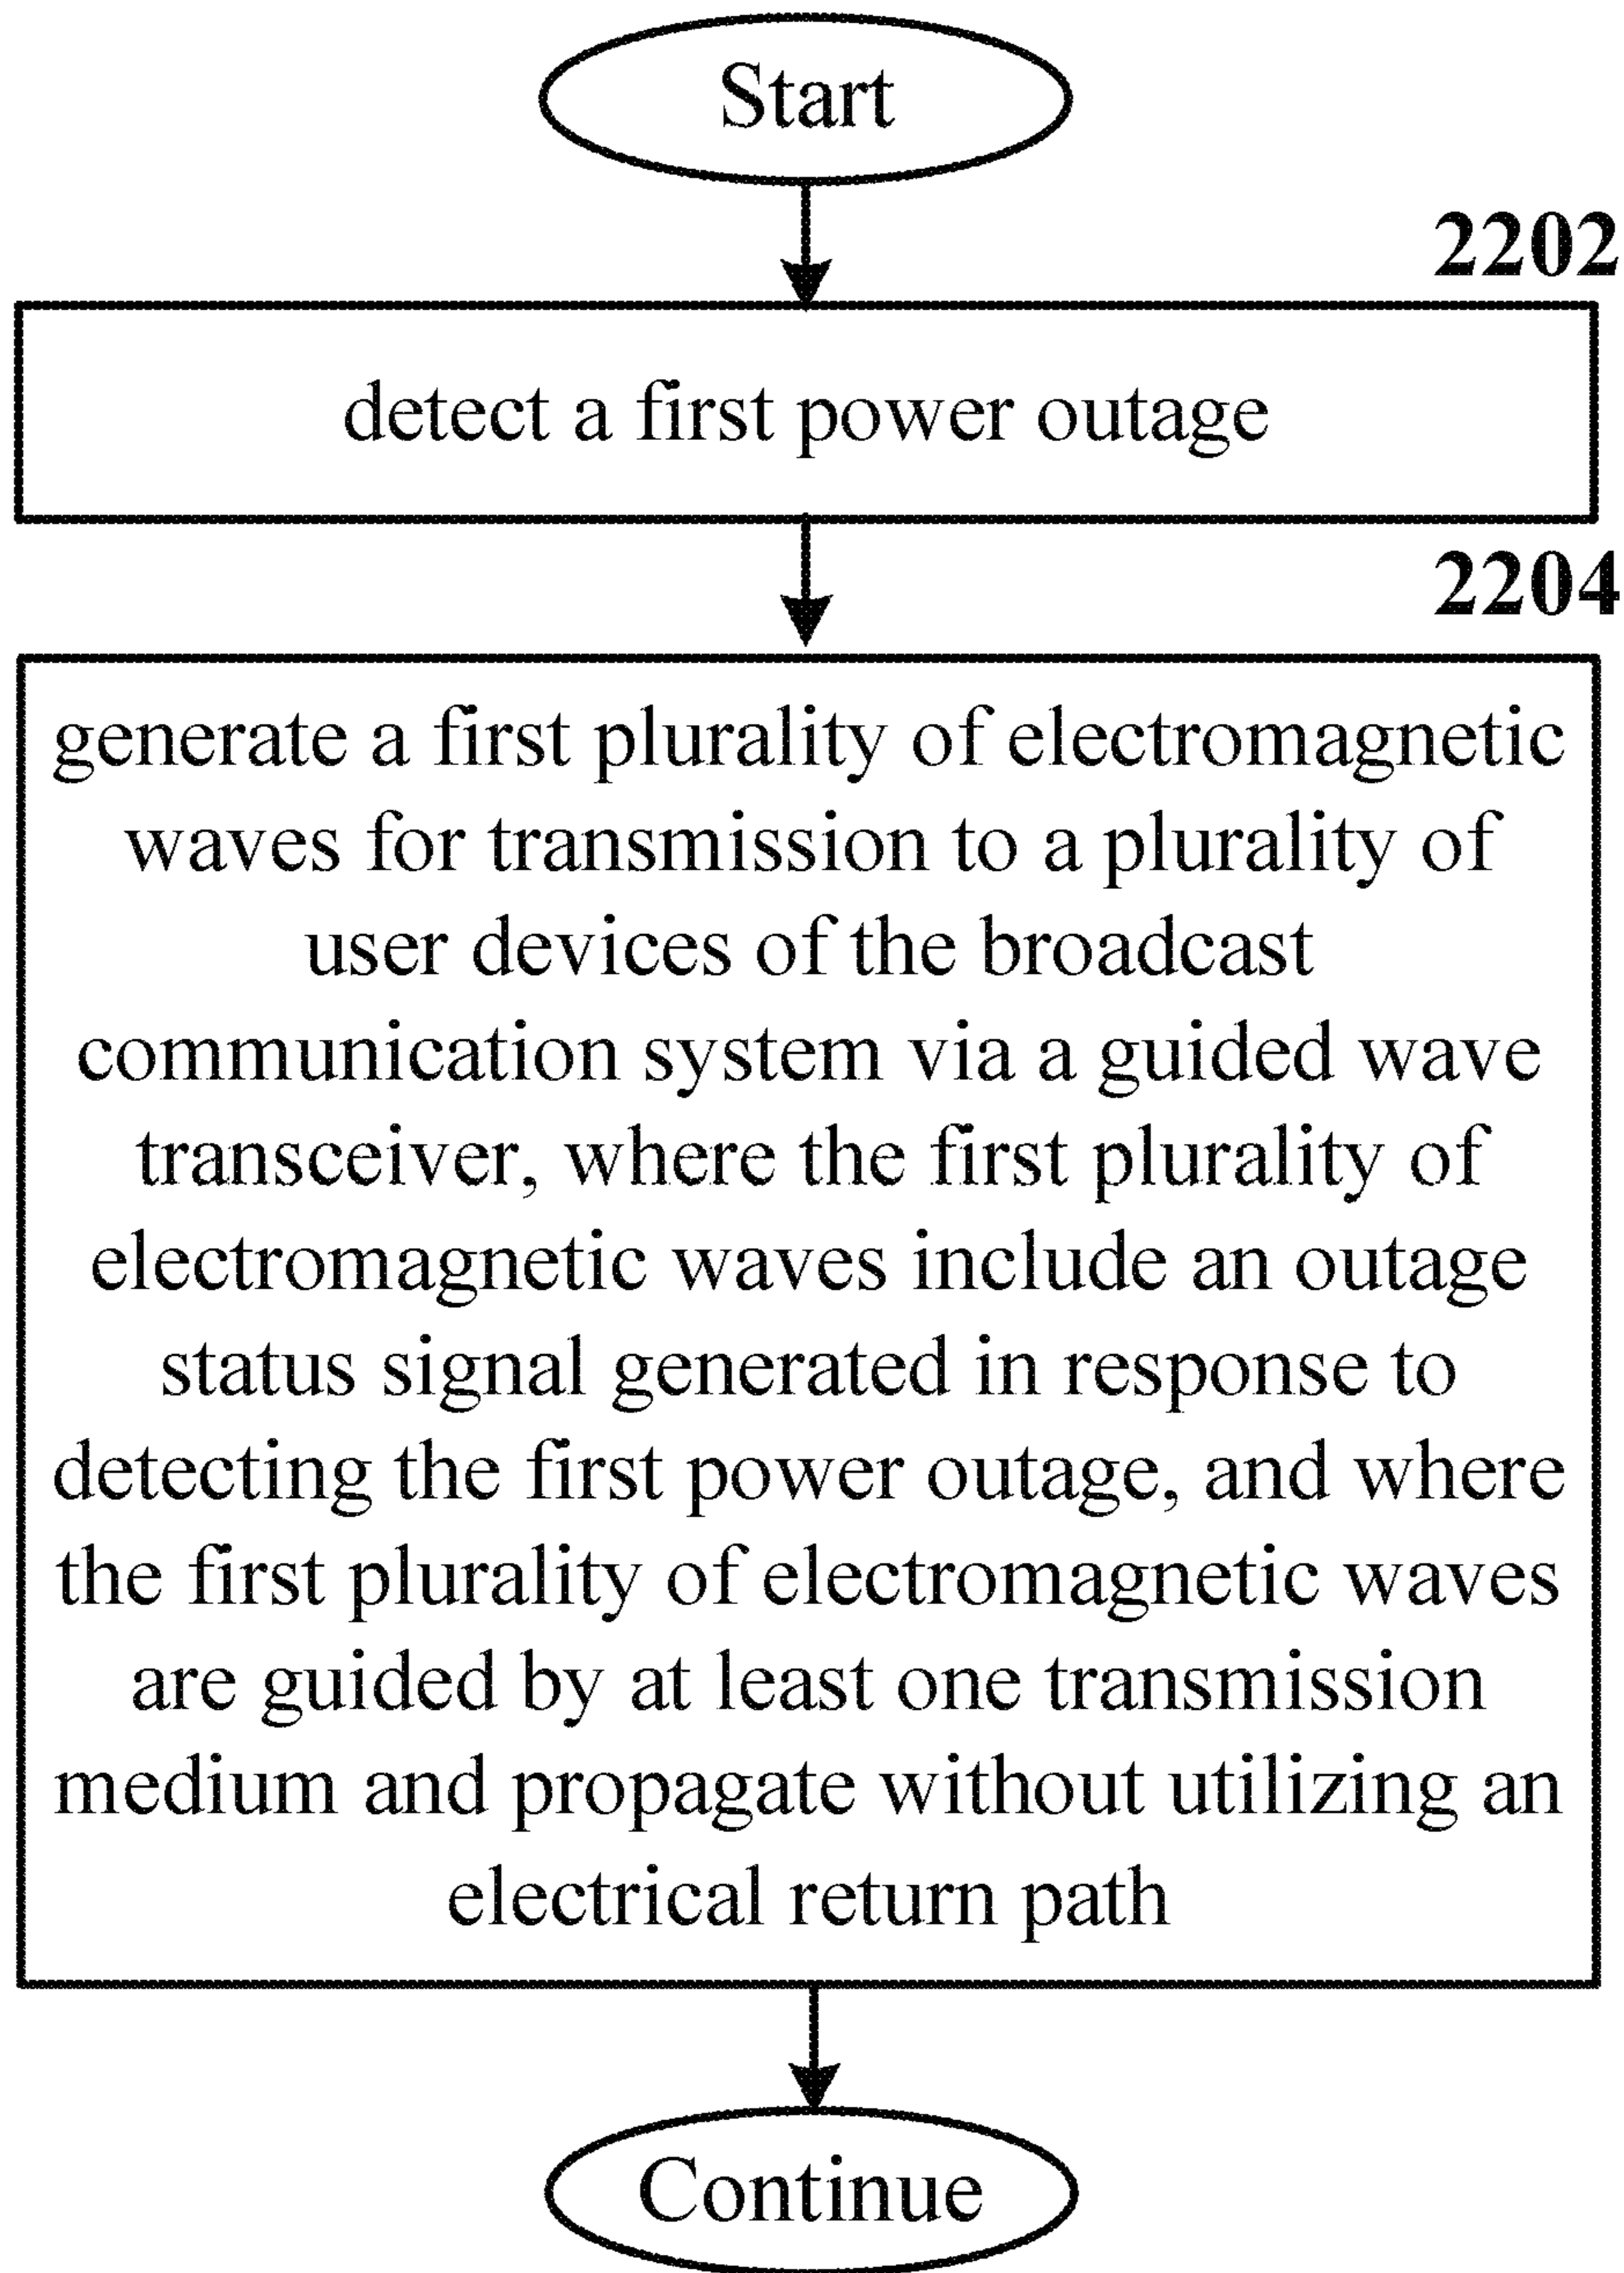 Start
2202
detect a first power outage
2204
generate a first plurality of electromagnetic
waves for transmission to a plurality of
user devices of the broadcast
communication system via a guided wave
transceiver, where the first plurality of
electromagnetic waves include an outage
status signal generated in response to
detecting the first power outage, and where
the first plurality of electromagnetic waves
are guided by at least one transmission
medium and propagate without utilizing an
electrical return path
Continue